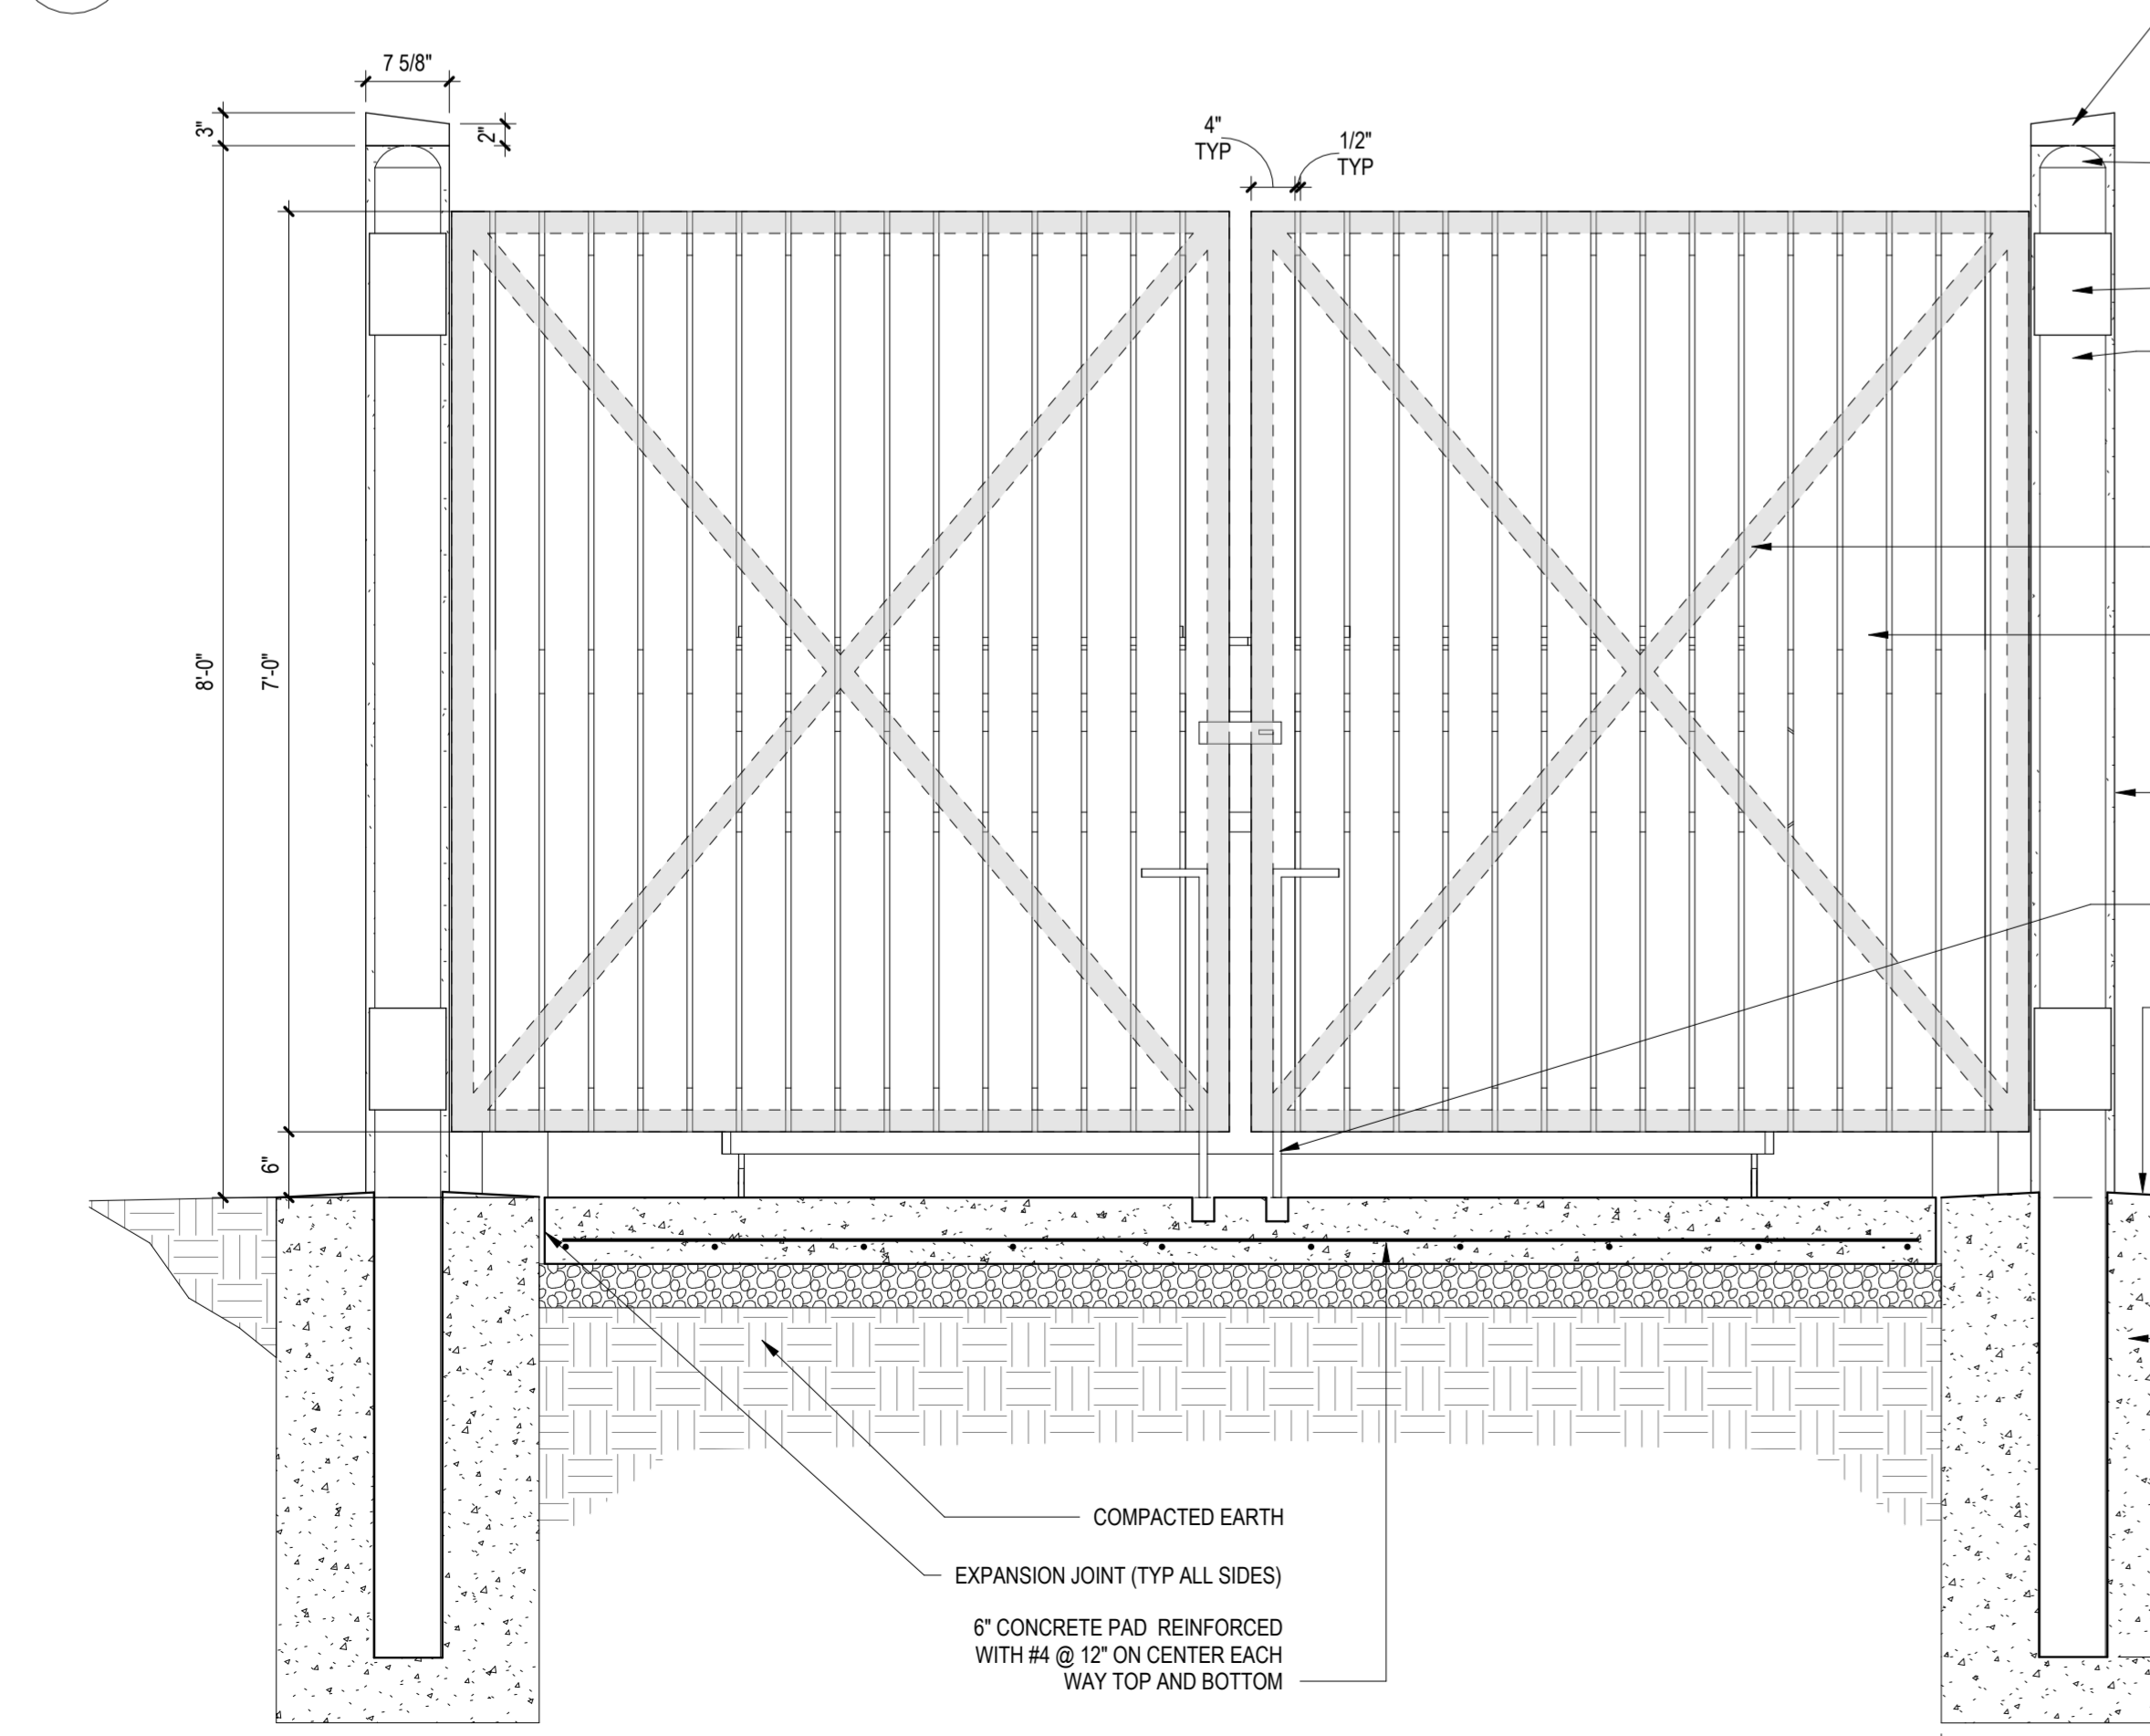 7 5/8"
3"
2"
4"
TYP
1/2"
TYP
8'-0"
7'-0"
6"
COMPACTED EARTH
EXPANSION JOINT (TYP ALL SIDES)
6" CONCRETE PAD REINFORCED
WITH #4 @ 12" ON CENTER EACH
WAY TOP AND BOTTOM